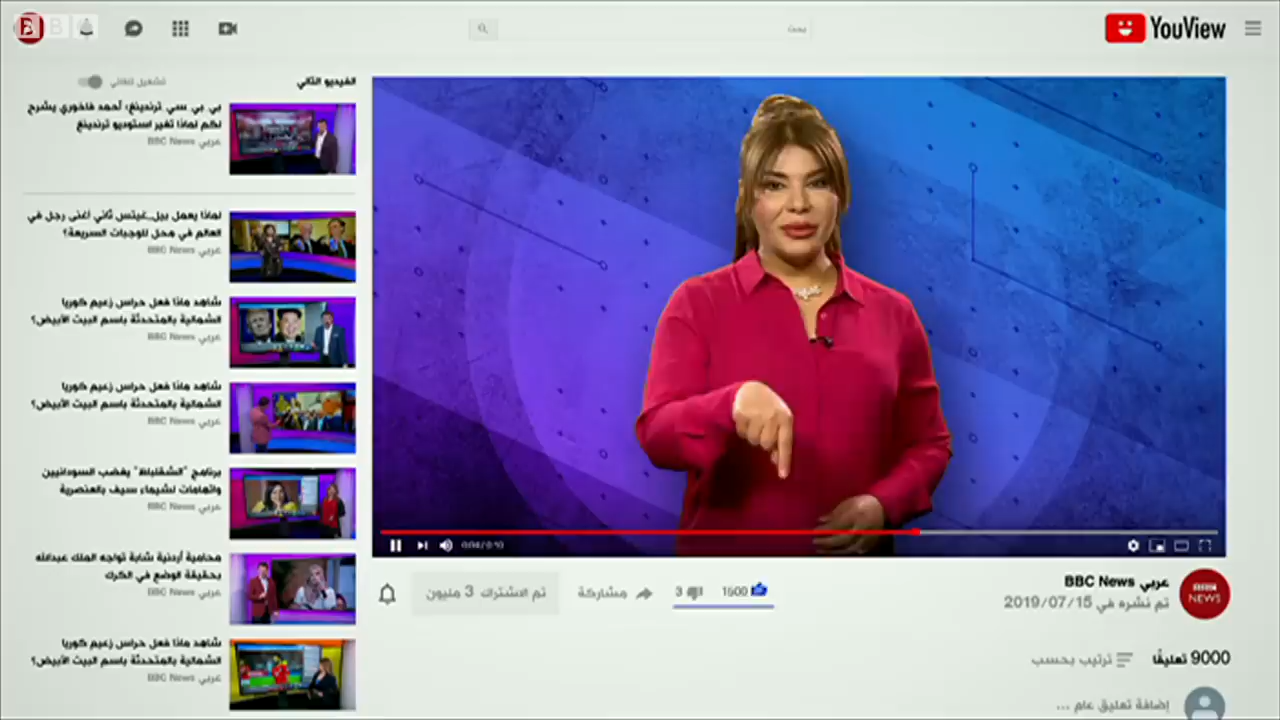 YouView
بحث
الفيديو التالي
تشغيل تلقائي
بي بي سي ترندينغ: أحمد فاخوري يشرح
لكم لماذا تغير استوديو ترندينغ
BBC News عربي
لماذا يعمل بيل غيتس ثاني أغنى رجل في
العالم في محل للوجبات السريعة؟
BBC News عربي
شاهد ماذا فعل حراس زعيم كوريا
الشمالية بالمتحدثة باسم البيت الأبيض؟
BBC News عربي
شاهد ماذا فعل حراس زعيم كوريا
الشمالية بالمتحدثة باسم البيت الأبيض؟
BBC News عربي
برنامج "الشقلباظ" يغضب السودانيين
واتهامات لشيماء سيف بالعنصرية
BBC News عربي
محامية أردنية شابة تواجه الملك عبدالله
بحقيقة الوضع في الكرك
BBC News عربي
شاهد ماذا فعل حراس زعيم كوريا
الشمالية بالمتحدثة باسم البيت الأبيض؟
BBC News عربي
BBC News عربي
تم نشره في 2019/07/15
BBC NEWS
1500
3
مشاركة
تم الاشتراك 3 مليون
9000 تعليقًا
ترتيب بحسب
إضافة تعليق عام ...